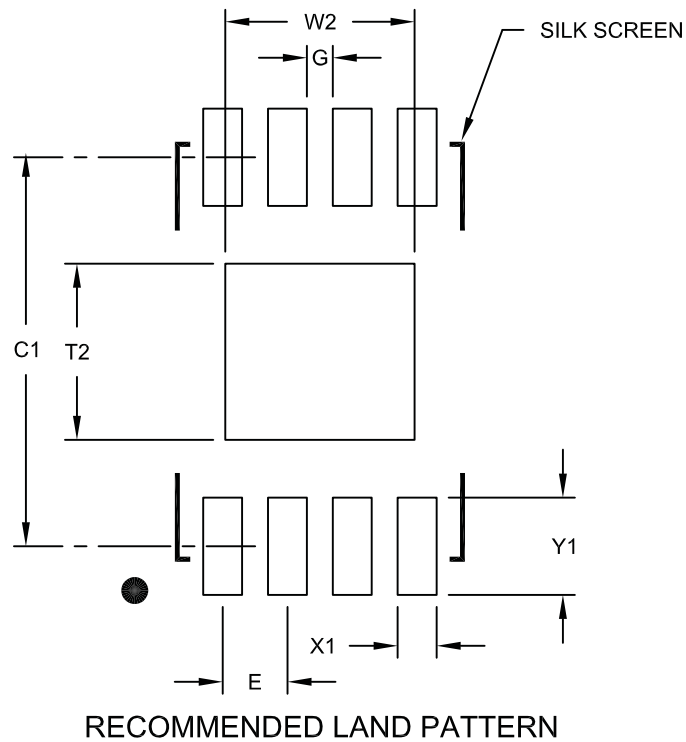 W2
SILK SCREEN
G
C1
T2
Y1
X1
E
RECOMMENDED LAND PATTERN